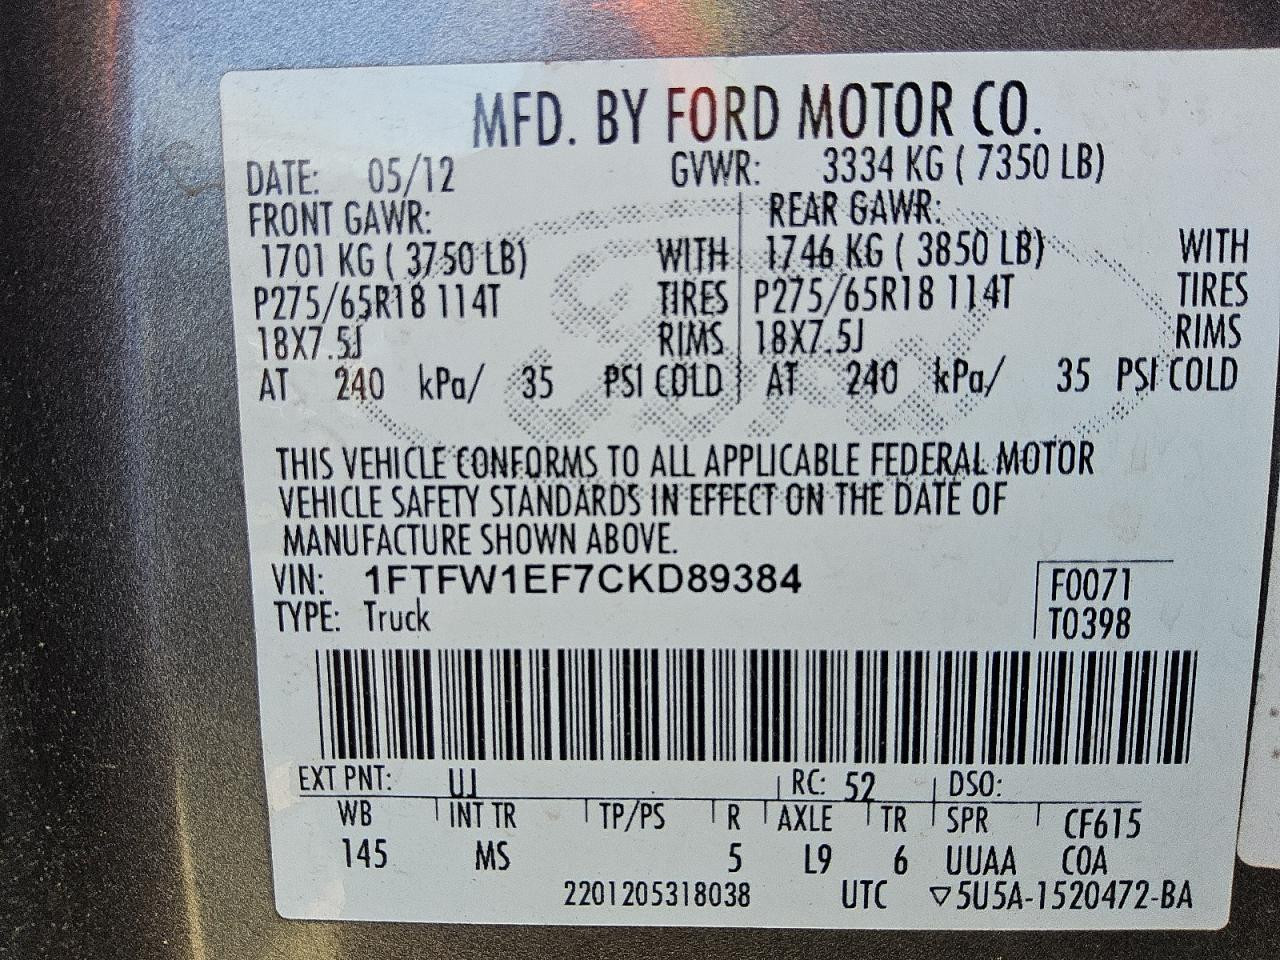 MFD. BY FORD MOTOR CO.
DATE: 05/12 GVWR: 3334 KG ( 7350 LB)
FRONT GAWR: REAR GAWR:
1701 KG ( 3750 LB) WITH 1746 KG ( 3850 LB) WITH
P275/65R18 114T TIRES P275/65R18 114T TIRES
18X7.5J RIMS 18X7.5J RIMS
AT 240 kPa/ 35 PSI COLD AT 240 kPa/ 35 PSI COLD
THIS VEHICLE CONFORMS TO ALL APPLICABLE FEDERAL MOTOR
VEHICLE SAFETY STANDARDS IN EFFECT ON THE DATE OF
MANUFACTURE SHOWN ABOVE.
VIN: 1FTFW1EF7CKD89384 F0071
TYPE: Truck T0398
EXT PNT: UJ RC: 52 DSO:
WB INT TR TP/PS R AXLE TR SPR CF615
145 MS 5 L9 6 UUAA COA
2201205318038 UTC ▽5U5A-1520472-BA